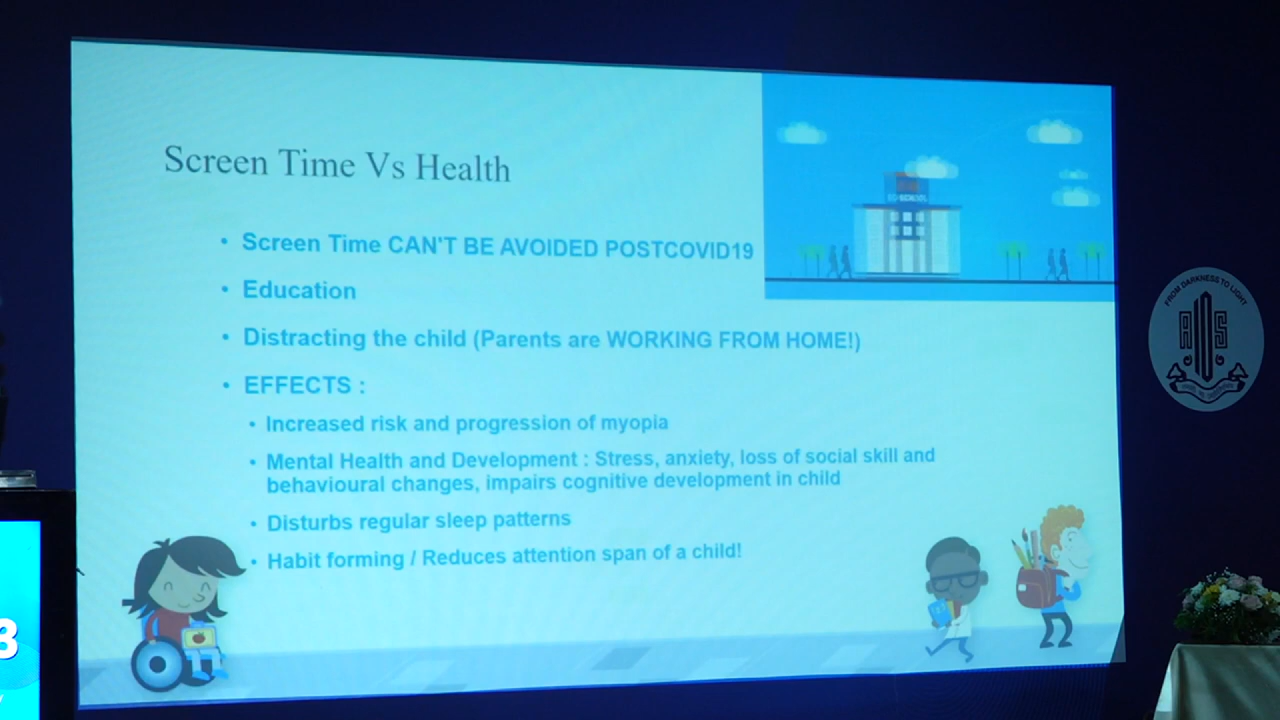 Screen Time Vs Health
• Screen Time CAN'T BE AVOIDED POSTCOVID19
• Education
• Distracting the child (Parents are WORKING FROM HOME!)
• EFFECTS :
• Increased risk and progression of myopia
• Mental Health and Development : Stress, anxiety, loss of social skill and
behavioural changes, impairs cognitive development in child
• Disturbs regular sleep patterns
• Habit forming / Reduces attention span of a child!
SCHOOL
FROM DARKNESS TO LIGHT
AIOS
3